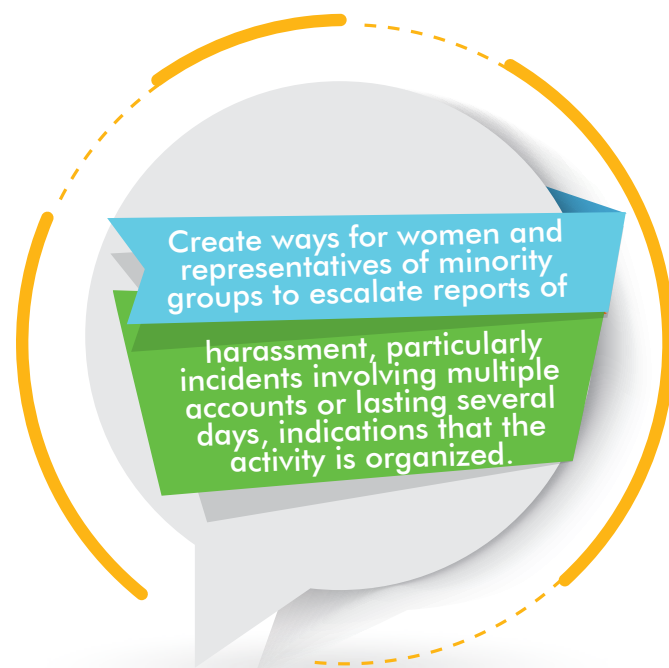 Create ways for women and
representatives of minority
groups to escalate reports of
harassment, particularly
incidents involving multiple
accounts or lasting several
days, indications that the
activity is organized.